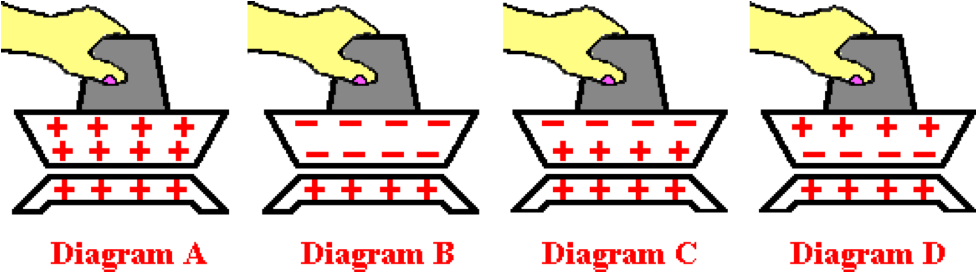 + + + + - - - - - - - - + + + +
+ + + + - - - - + + + + - - - -
+ + + + + + + + + + + + + + + +
Diagram A Diagram B Diagram C Diagram D